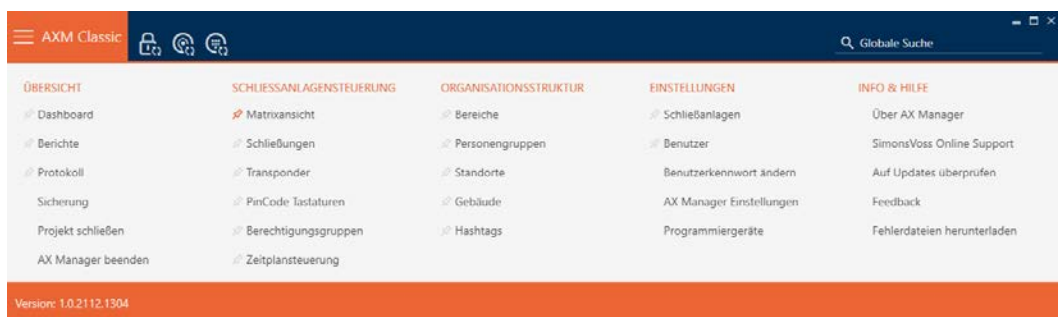 AXM Classic
Globale Suche
ÜBERSICHT
Dashboard
Berichte
Protokoll
Sicherung
Projekt schließen
AX Manager beenden
SCHLIESSANLAGENSTEUERUNG
Matrixansicht
Schließungen
Transponder
PinCode Tastaturen
Berechtigungsgruppen
Zeitplansteuerung
ORGANISATIONSSTRUKTUR
Bereiche
Personengruppen
Standorte
Gebäude
Hashtags
EINSTELLUNGEN
Schließanlagen
Benutzer
Benutzerkennwort ändern
AX Manager Einstellungen
Programmiergeräte
INFO & HILFE
Über AX Manager
SimonsVoss Online Support
Auf Updates überprüfen
Feedback
Fehlerdateien herunterladen
Version: 1.0.2112.1304